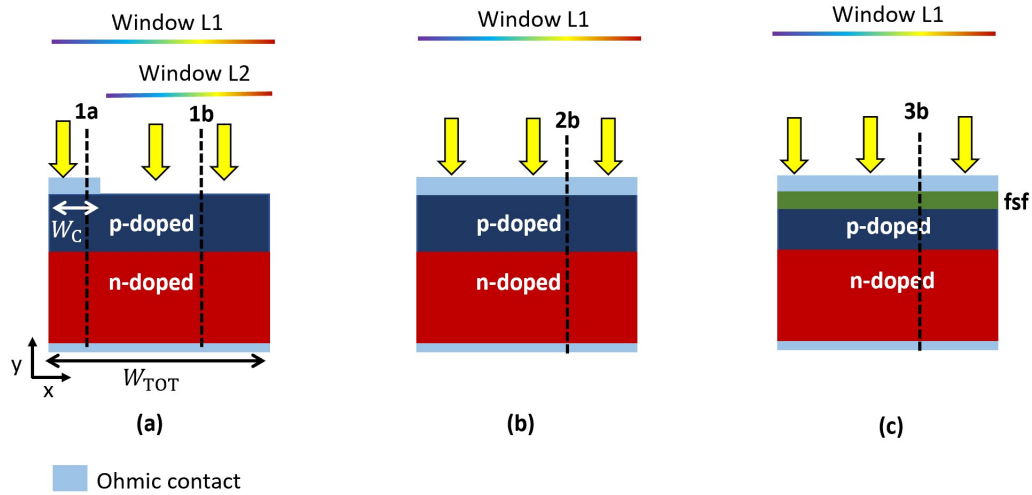 Window L1
Window L2
1a
1b
W_C
p-doped
n-doped
y
x
W_TOT
(a)
Window L1
2b
p-doped
n-doped
(b)
Window L1
3b
fsf
p-doped
n-doped
(c)
Ohmic contact